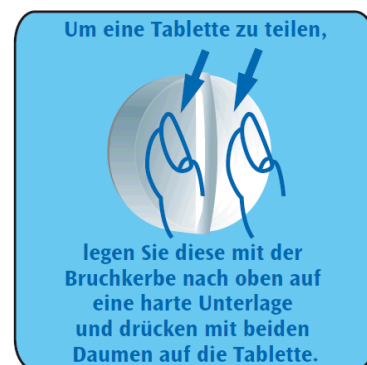 Um eine Tablette zu teilen,
legen Sie diese mit der
Bruchkerbe nach oben auf
eine harte Unterlage
und drücken mit beiden
Daumen auf die Tablette.